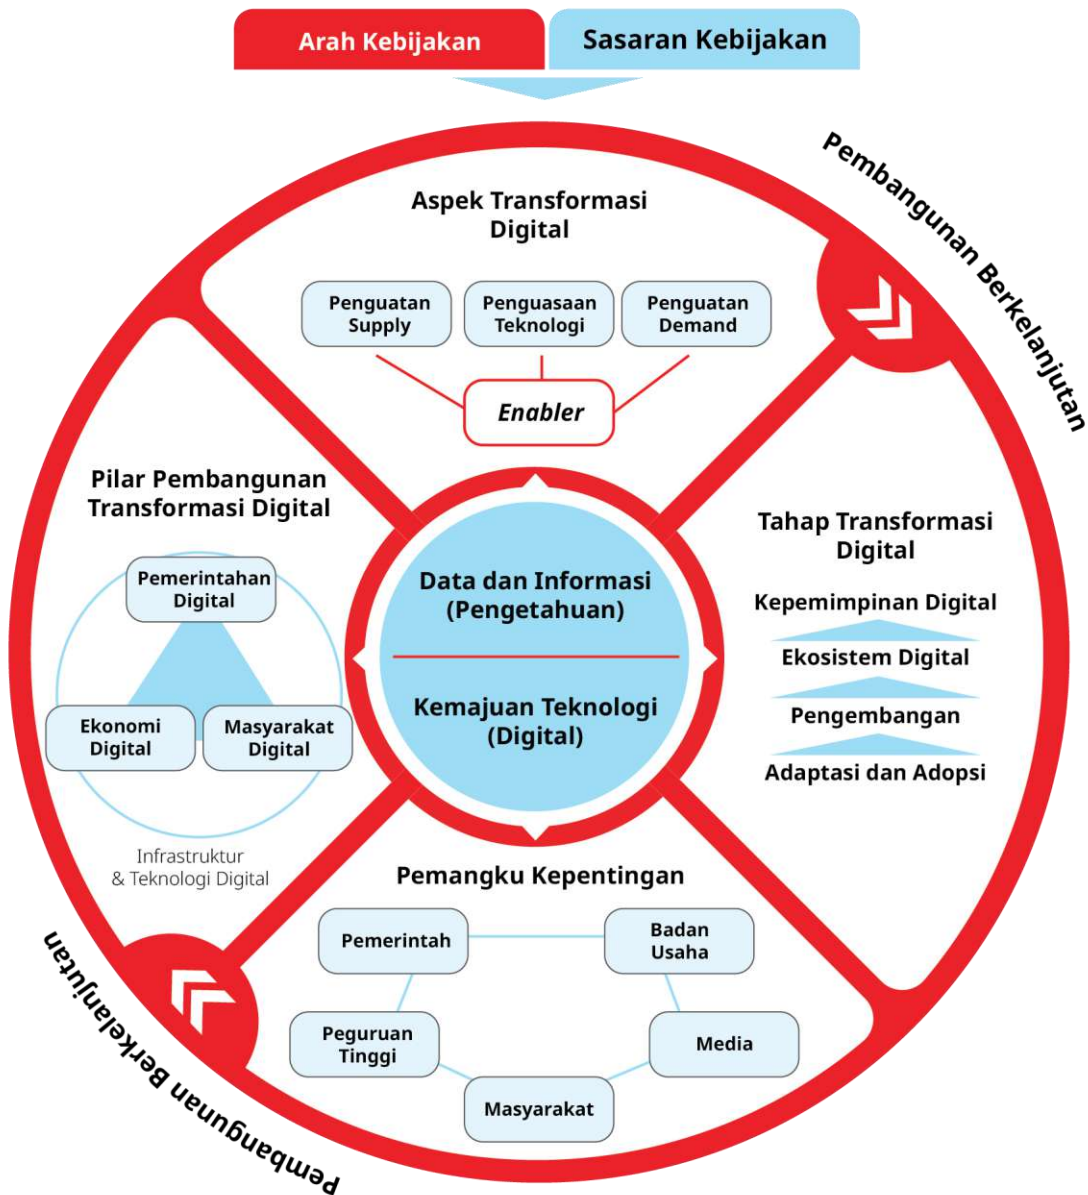 Arah Kebijakan
Sasaran Kebijakan
Pembangunan Berkelanjutan
Aspek Transformasi
Digital
Penguatan
Supply
Penguasaan
Teknologi
Penguatan
Demand
Enabler
Pilar Pembangunan
Transformasi Digital
Pemerintahan
Digital
Ekonomi
Digital
Masyarakat
Digital
Infrastruktur
& Teknologi Digital
Data dan Informasi
(Pengetahuan)
Kemajuan Teknologi
(Digital)
Tahap Transformasi
Digital
Kepemimpinan Digital
Ekosistem Digital
Pengembangan
Adaptasi dan Adopsi
Pemangku Kepentingan
Pemerintah
Badan
Usaha
Peguruan
Tinggi
Media
Masyarakat
Pembangunan Berkelanjutan